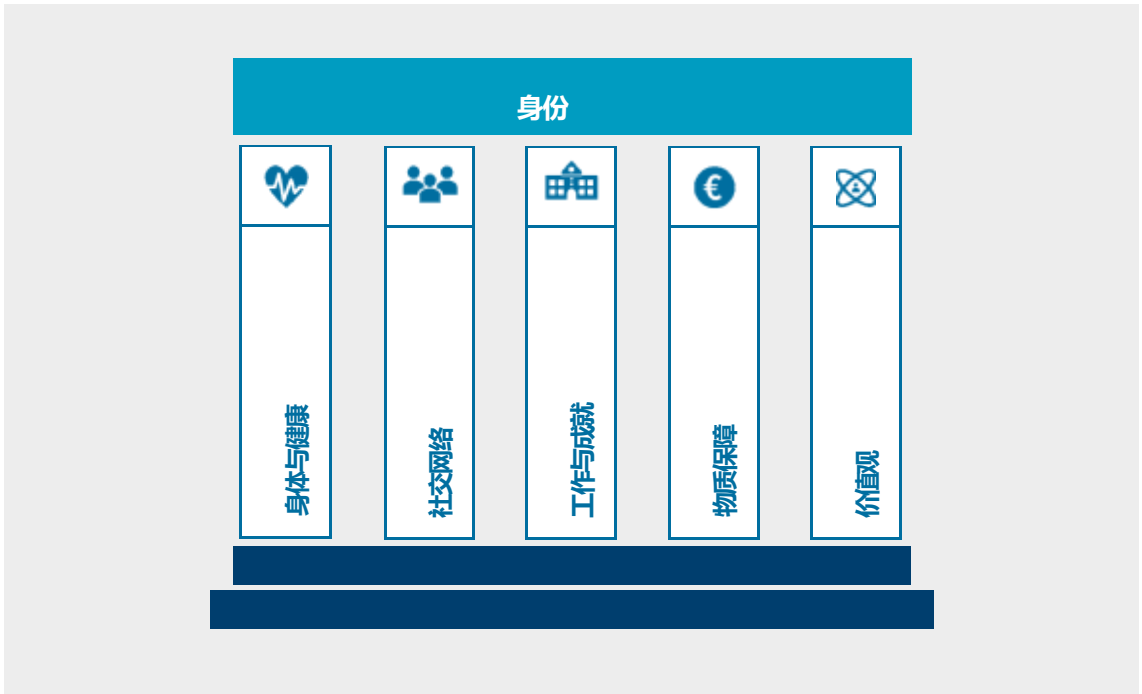 身份
身体与健康
社交网络
工作与成就
物质保障
价值观